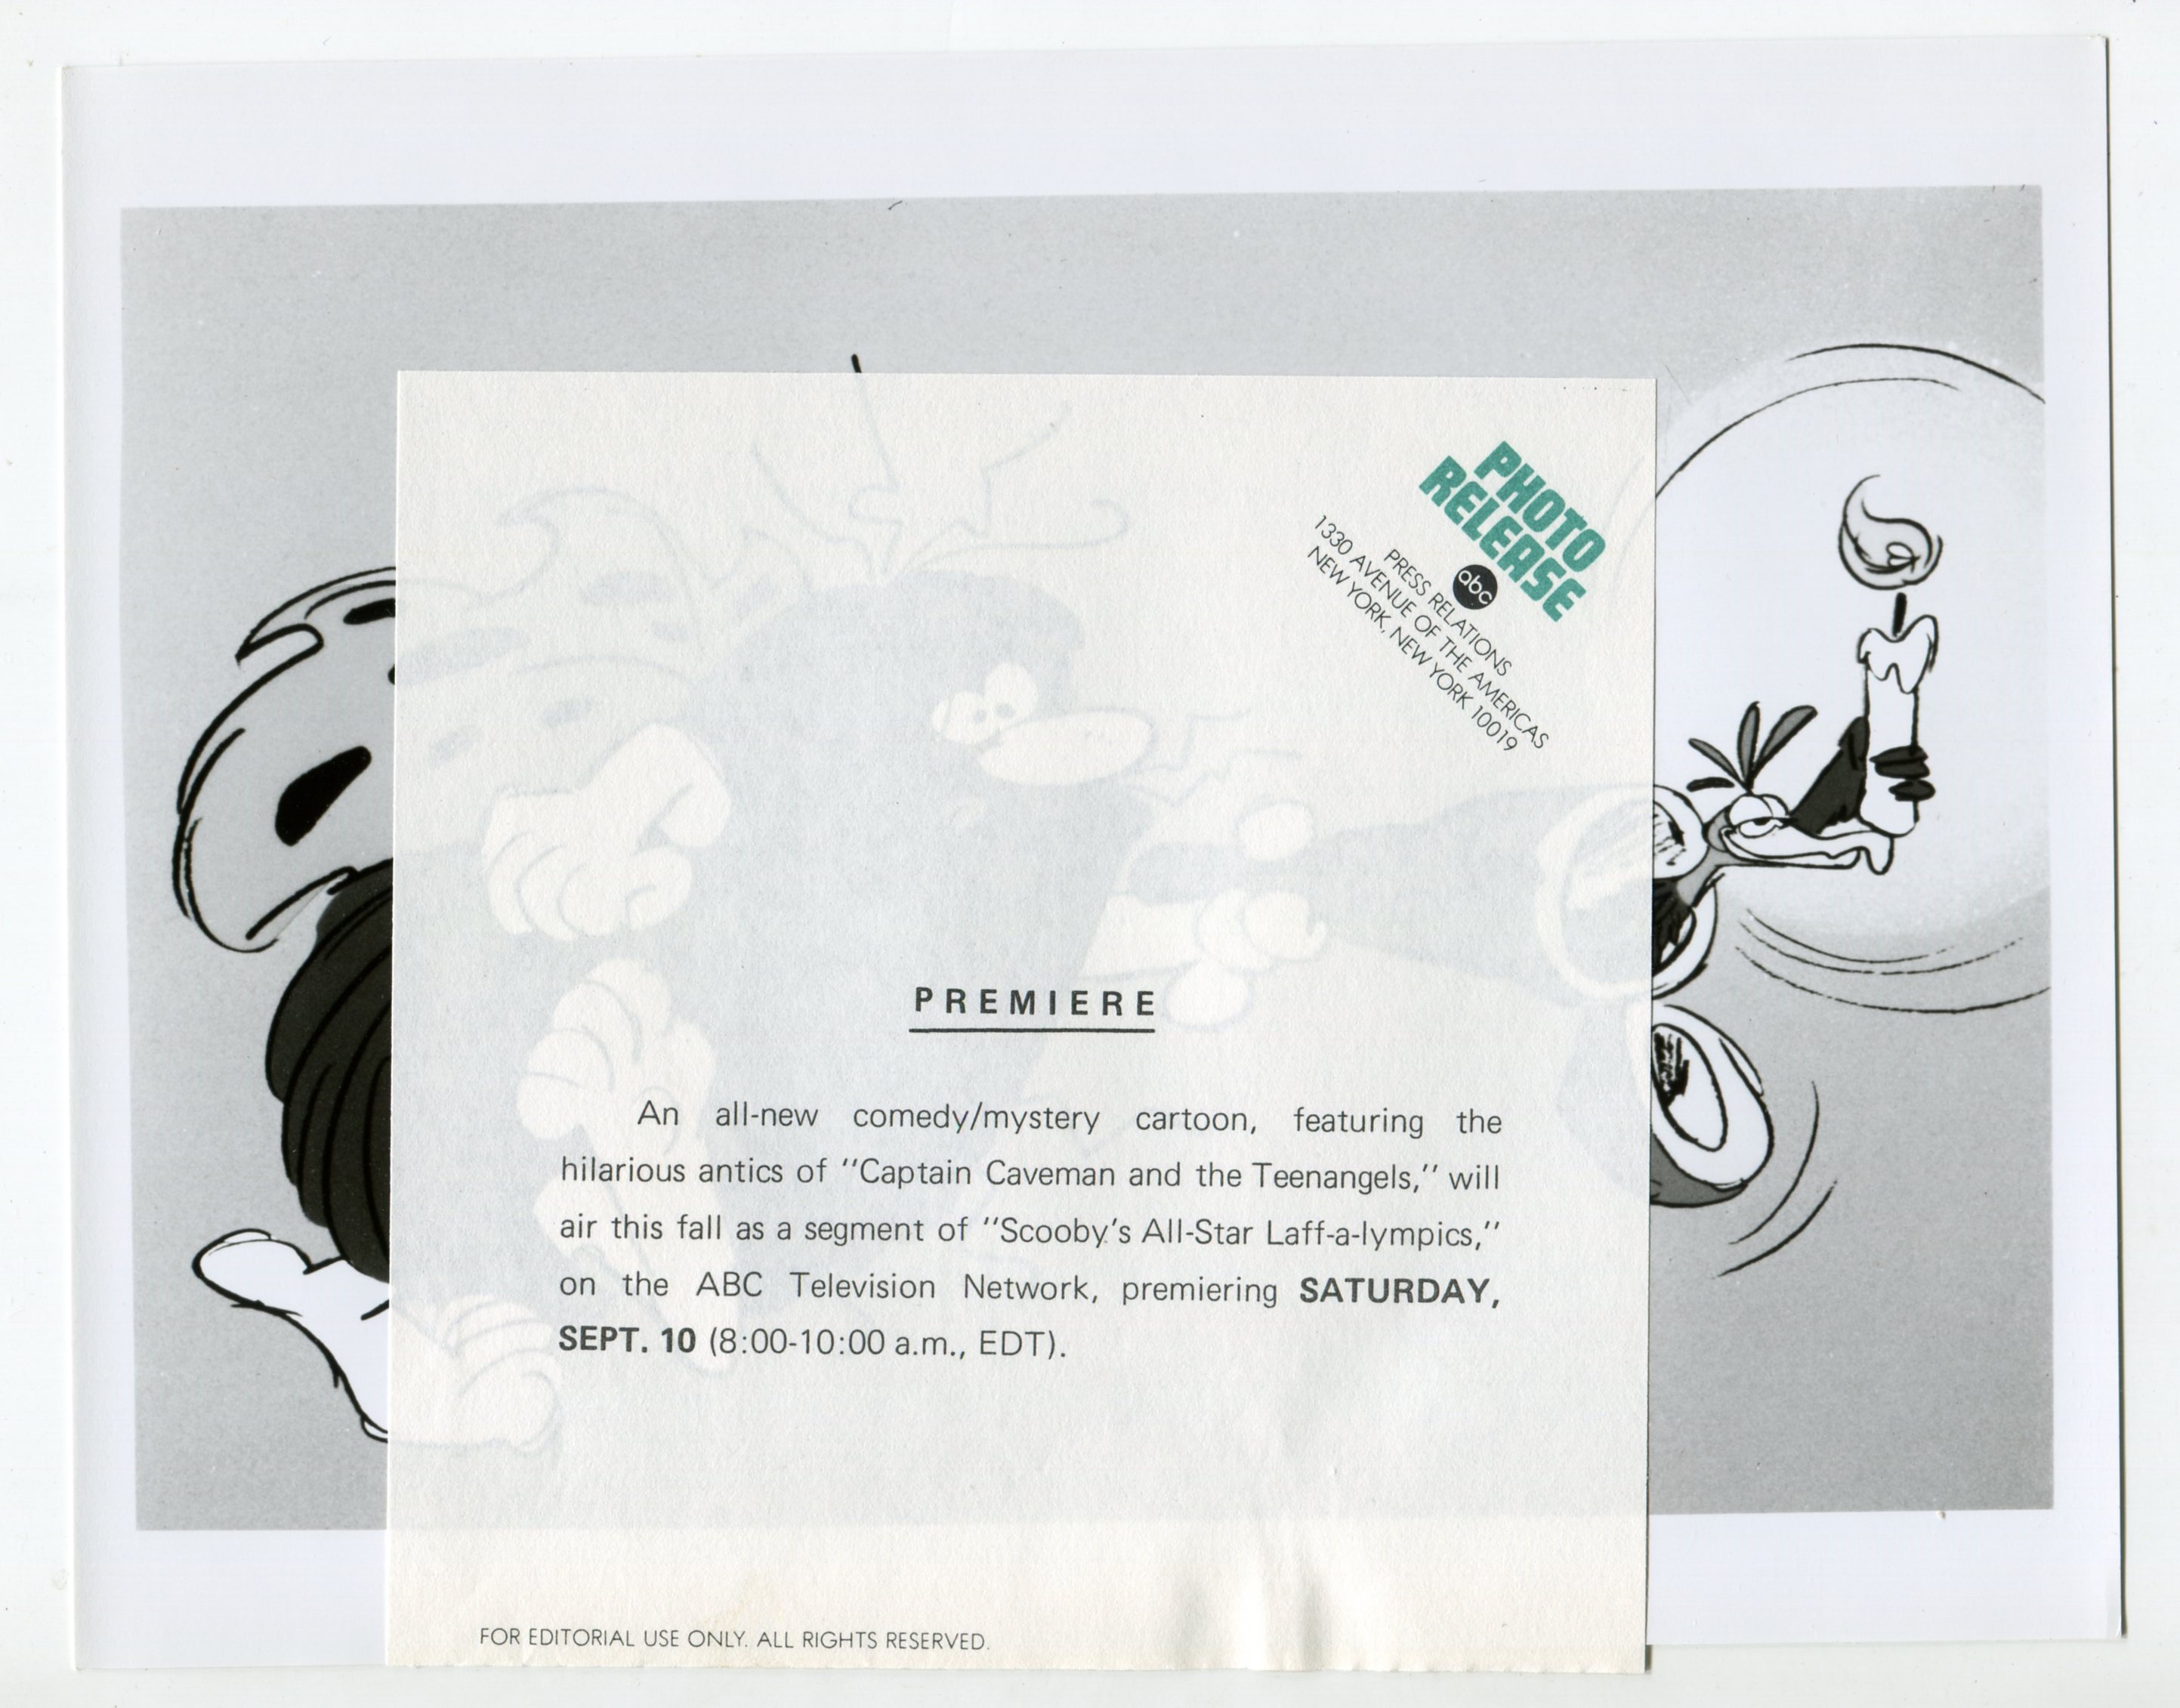 PHOTO
RELEASE
abc
PRESS RELATIONS
1330 AVENUE OF THE AMERICAS
NEW YORK, NEW YORK 10019
PREMIERE
An all-new comedy/mystery cartoon, featuring the
hilarious antics of "Captain Caveman and the Teenangels," will
air this fall as a segment of "Scooby's All-Star Laff-a-lympics,"
on the ABC Television Network, premiering SATURDAY,
SEPT. 10 (8:00-10:00 a.m., EDT).
FOR EDITORIAL USE ONLY. ALL RIGHTS RESERVED.